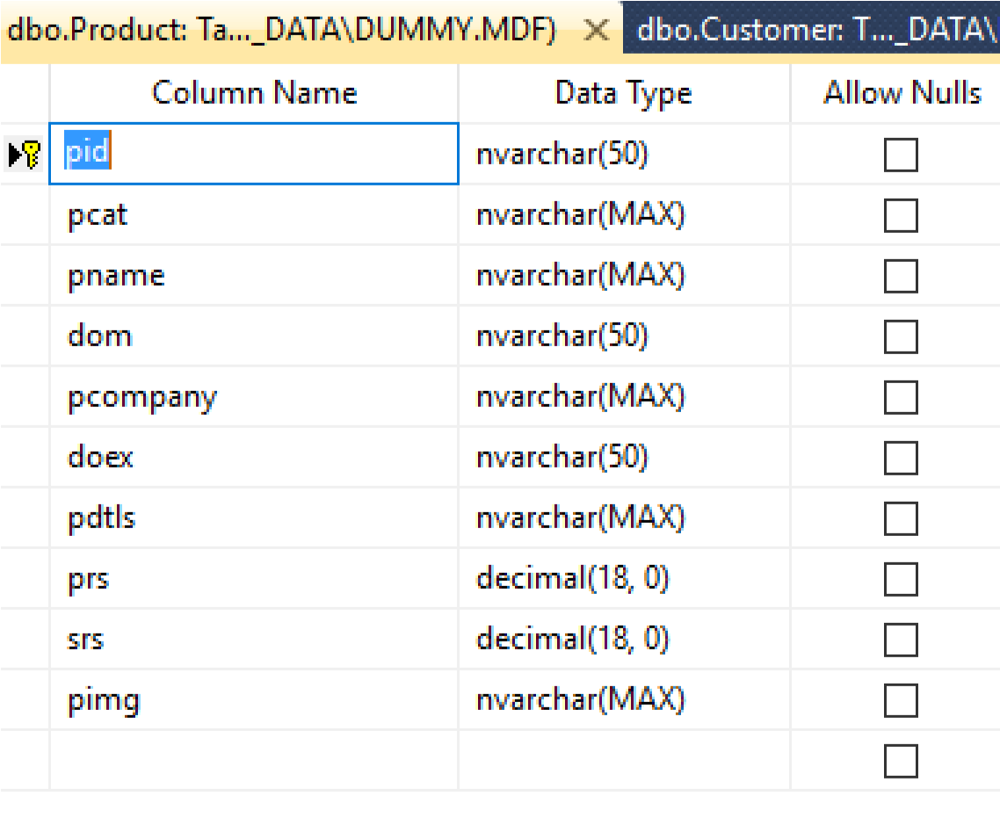 dbo.Product: Ta..._DATA\DUMMY.MDF) dbo.Customer: T..._DATA\
Column Name Data Type Allow Nulls
pid nvarchar(50)
pcat nvarchar(MAX)
pname nvarchar(MAX)
dom nvarchar(50)
pcompany nvarchar(MAX)
doex nvarchar(50)
pdtls nvarchar(MAX)
prs decimal(18, 0)
srs decimal(18, 0)
pimg nvarchar(MAX)